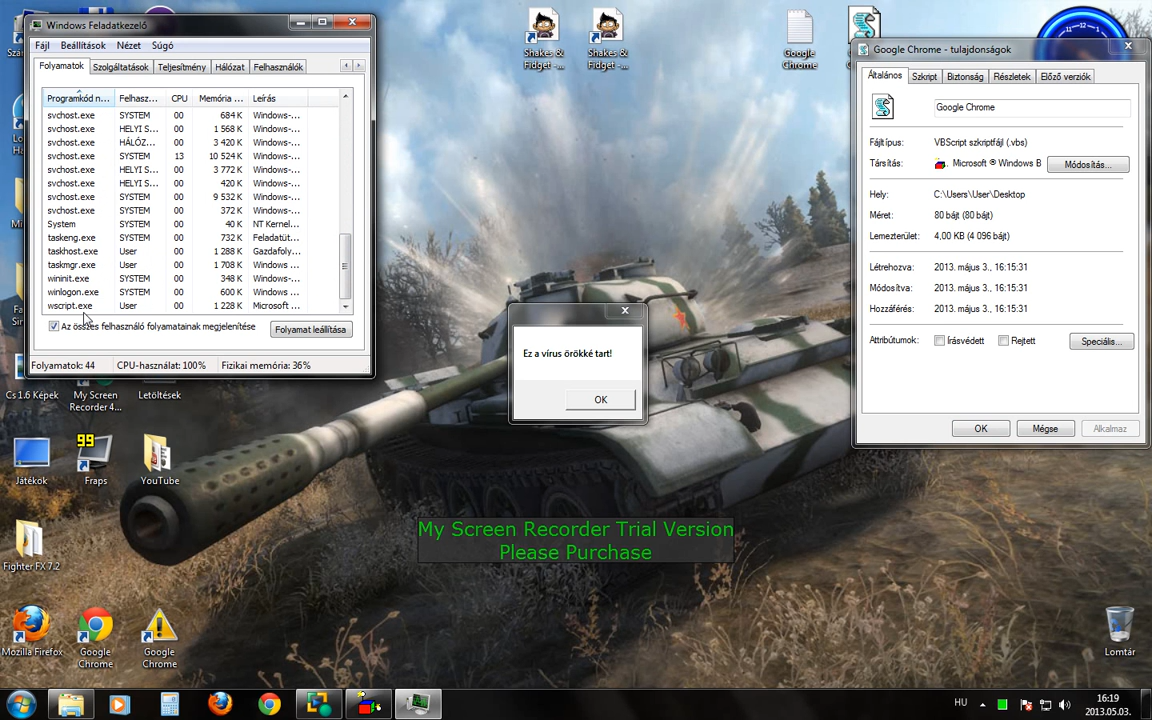 Windows Feladatkezelő
Fájl Beállítások Nézet Súgó
Folyamatok Szolgáltatások Teljesítmény Hálózat Felhasználók
Programkód n... Felhasz... CPU Memória ... Leírás
svchost.exe SYSTEM 00 684 K Windows-...
svchost.exe HELYI S... 00 1 568 K Windows-...
svchost.exe HÁLÓZ... 00 3 420 K Windows-...
svchost.exe SYSTEM 13 10 524 K Windows-...
svchost.exe HELYI S... 00 3 772 K Windows-...
svchost.exe HELYI S... 00 420 K Windows-...
svchost.exe SYSTEM 00 9 532 K Windows-...
svchost.exe SYSTEM 00 372 K Windows-...
System SYSTEM 00 40 K NT Kernel...
taskeng.exe SYSTEM 00 732 K Feladatüt...
taskhost.exe User 00 1 288 K Gazdafoly...
taskmgr.exe User 00 1 708 K Windows ...
wininit.exe SYSTEM 00 348 K Windows-...
winlogon.exe SYSTEM 00 600 K Windows ...
wscript.exe User 00 1 228 K Microsoft ...
Az összes felhasználó folyamatainak megjelenítése
Folyamat leállítása
Folyamatok: 44 CPU-használat: 100% Fizikai memória: 36%
Shakes &
Fidget -...
Shakes &
Fidget -...
Google
Chrome
Google Chrome - tulajdonságok
Általános Szkript Biztonság Részletek Előző verziók
Google Chrome
Fájltípus: VBScript szkriptfájl (.vbs)
Társítás: Microsoft ® Windows B Módosítás...
Hely: C:\Users\User\Desktop
Méret: 80 bájt (80 bájt)
Lemezterület: 4,00 KB (4 096 bájt)
Létrehozva: 2013. május 3., 16:15:31
Módosítva: 2013. május 3., 16:15:31
Hozzáférés: 2013. május 3., 16:15:31
Attribútumok: Írásvédett Rejtett Speciális...
OK Mégse Alkalmaz
Ez a vírus örökké tart!
OK
Cs 1.6 Képek
My Screen
Recorder 4...
Letöltések
Játékok
99
Fraps
YouTube
Fighter FX 7.2
My Screen Recorder Trial Version
Please Purchase
Mozilla Firefox
Google
Chrome
Google
Chrome
Lomtár
HU
16:19
2013.05.03.